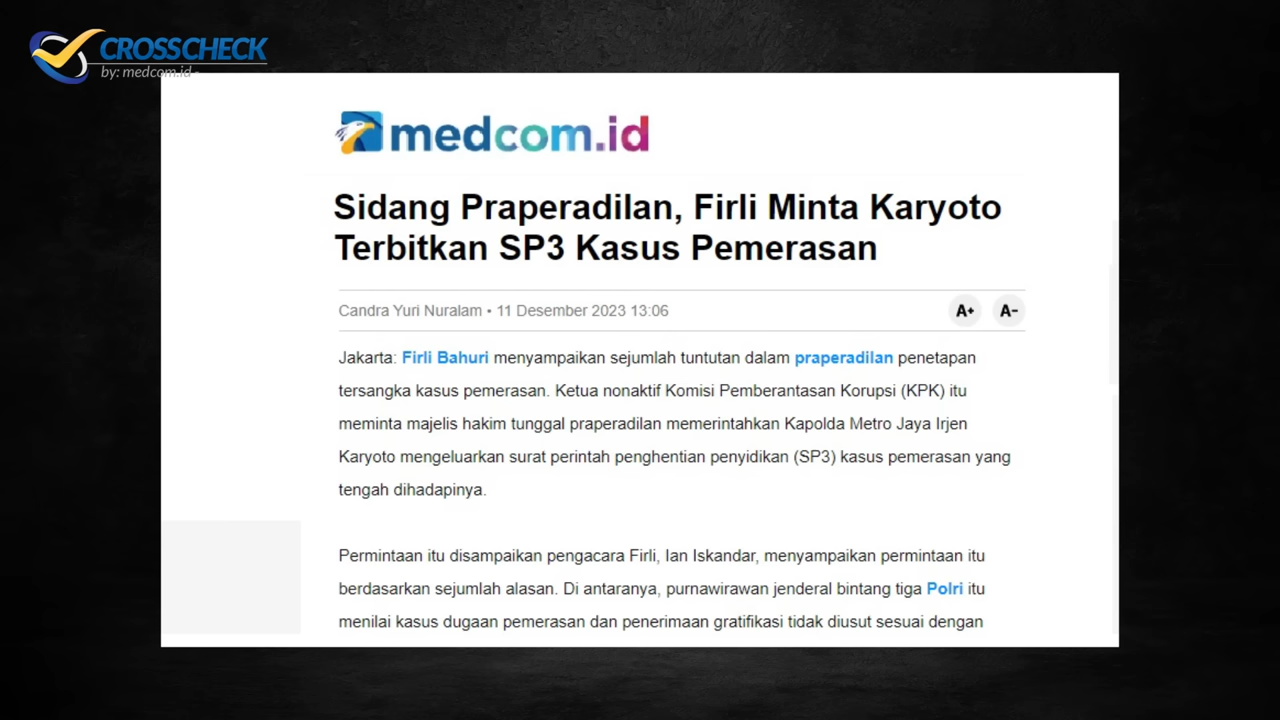 CROSSCHECK
by: medcom.id -
medcom.id
Sidang Praperadilan, Firli Minta Karyoto
Terbitkan SP3 Kasus Pemerasan
Candra Yuri Nuralam • 11 Desember 2023 13:06
A+ A-
Jakarta: Firli Bahuri menyampaikan sejumlah tuntutan dalam praperadilan penetapan
tersangka kasus pemerasan. Ketua nonaktif Komisi Pemberantasan Korupsi (KPK) itu
meminta majelis hakim tunggal praperadilan memerintahkan Kapolda Metro Jaya Irjen
Karyoto mengeluarkan surat perintah penghentian penyidikan (SP3) kasus pemerasan yang
tengah dihadapinya.
Permintaan itu disampaikan pengacara Firli, Ian Iskandar, menyampaikan permintaan itu
berdasarkan sejumlah alasan. Di antaranya, purnawirawan jenderal bintang tiga Polri itu
menilai kasus dugaan pemerasan dan penerimaan gratifikasi tidak diusut sesuai dengan